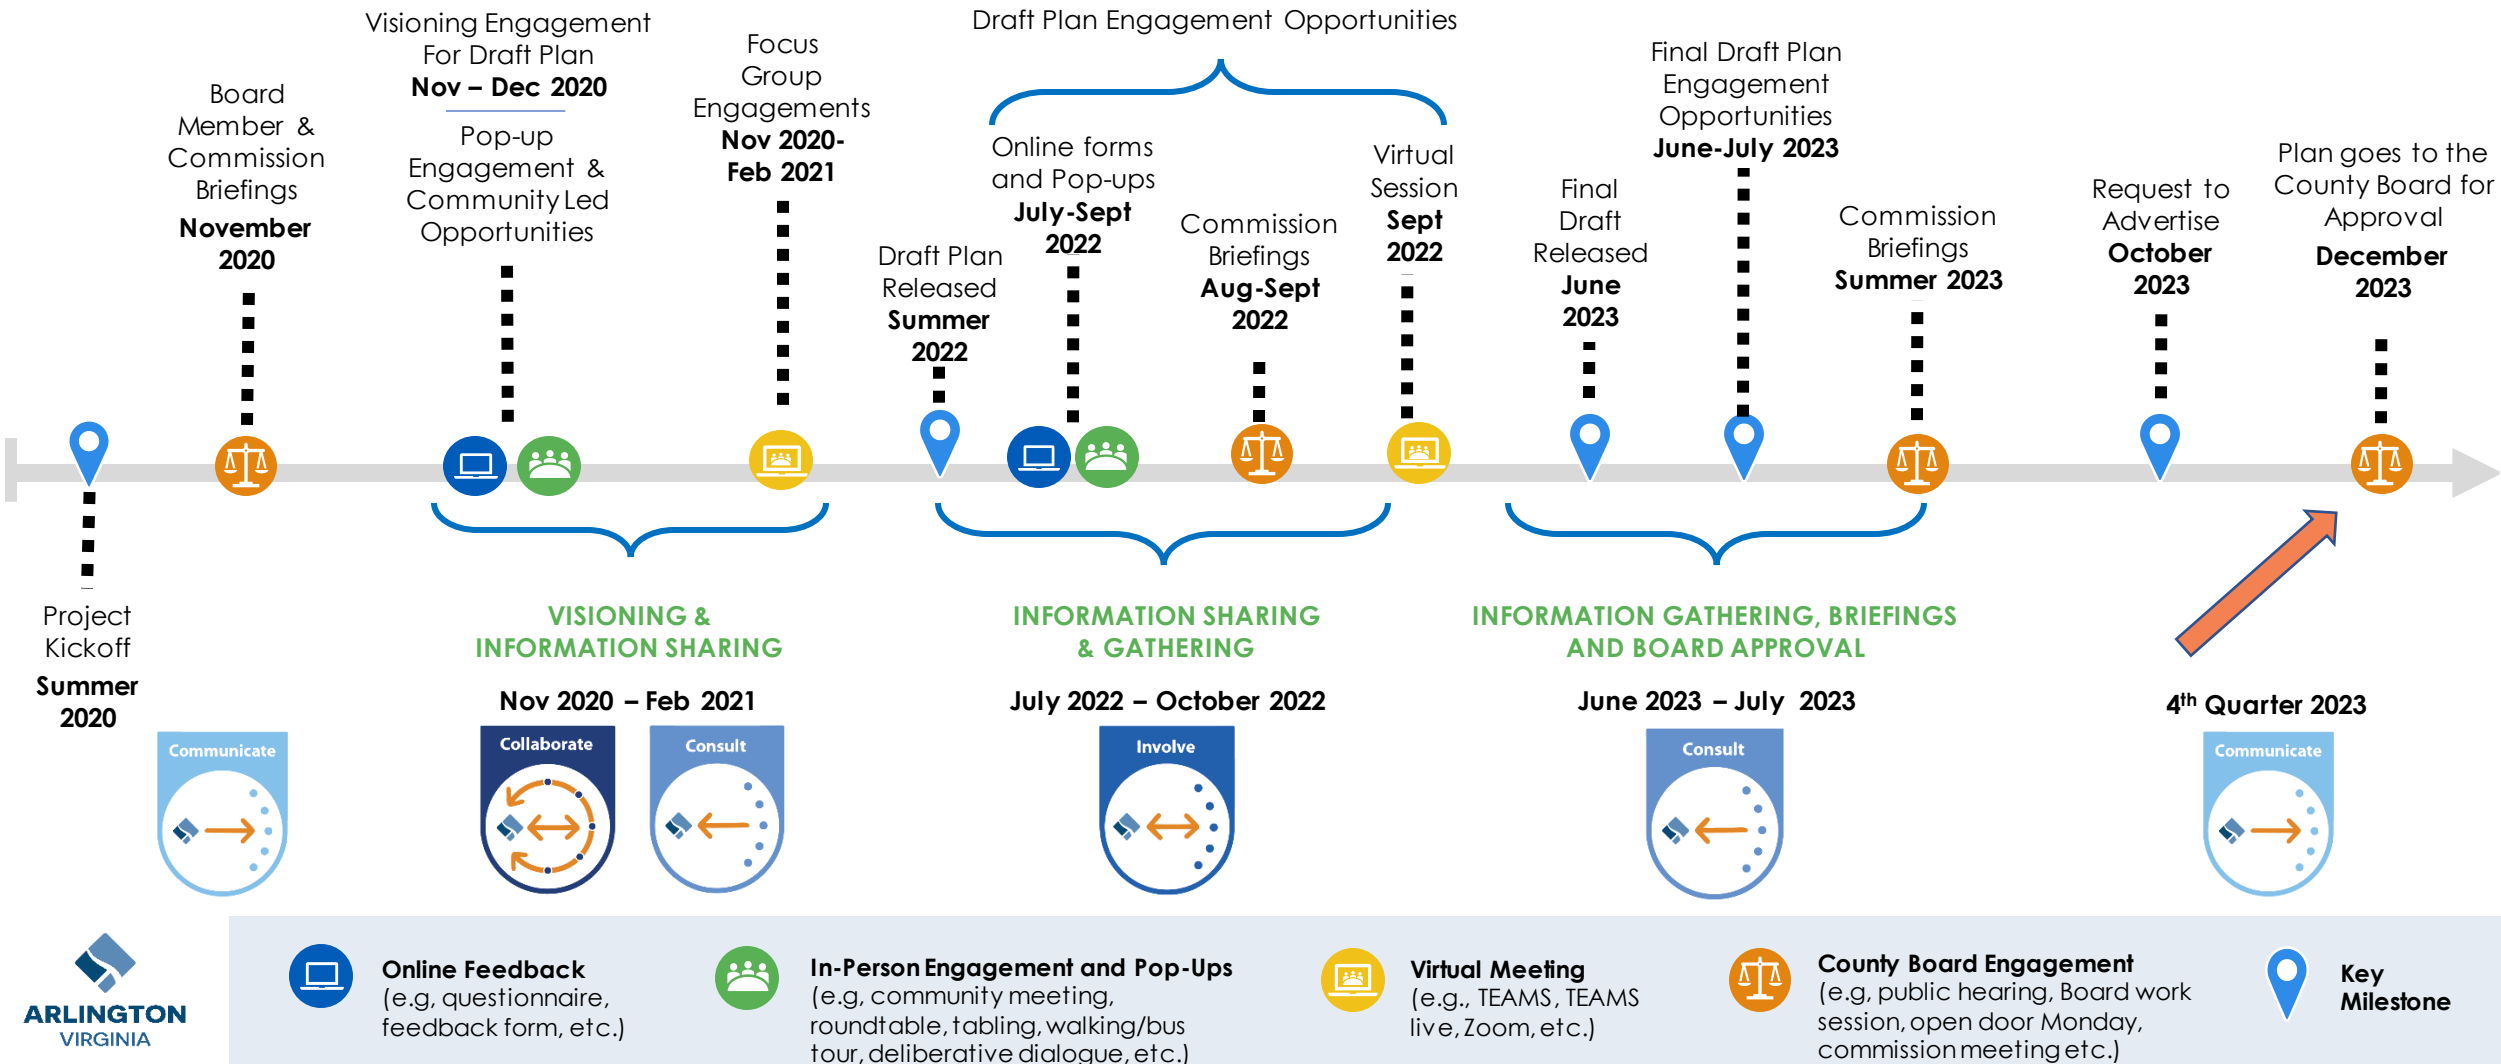 Visioning Engagement
For Draft Plan
Nov – Dec 2020
Pop-up
Engagement &
Community Led
Opportunities
Board
Member &
Commission
Briefings
November
2020
Focus
Group
Engagements
Nov 2020-
Feb 2021
Draft Plan Engagement Opportunities
Draft Plan
Released
Summer
2022
Online forms
and Pop-ups
July-Sept
2022
Commission
Briefings
Aug-Sept
2022
Virtual
Session
Sept
2022
Final
Draft
Released
June
2023
Final Draft Plan
Engagement
Opportunities
June-July 2023
Commission
Briefings
Summer 2023
Request to
Advertise
October
2023
Plan goes to the
County Board for
Approval
December
2023
Project
Kickoff
Summer
2020
VISIONING &
INFORMATION SHARING
Nov 2020 – Feb 2021
INFORMATION SHARING
& GATHERING
July 2022 – October 2022
INFORMATION GATHERING, BRIEFINGS
AND BOARD APPROVAL
June 2023 – July 2023
4th Quarter 2023
Communicate
Collaborate
Consult
Involve
Consult
Communicate
ARLINGTON
VIRGINIA
Online Feedback
(e.g, questionnaire,
feedback form, etc.)
In-Person Engagement and Pop-Ups
(e.g, community meeting,
roundtable, tabling, walking/bus
tour, deliberative dialogue, etc.)
Virtual Meeting
(e.g., TEAMS, TEAMS
live, Zoom, etc.)
County Board Engagement
(e.g, public hearing, Board work
session, open door Monday,
commission meeting etc.)
Key
Milestone